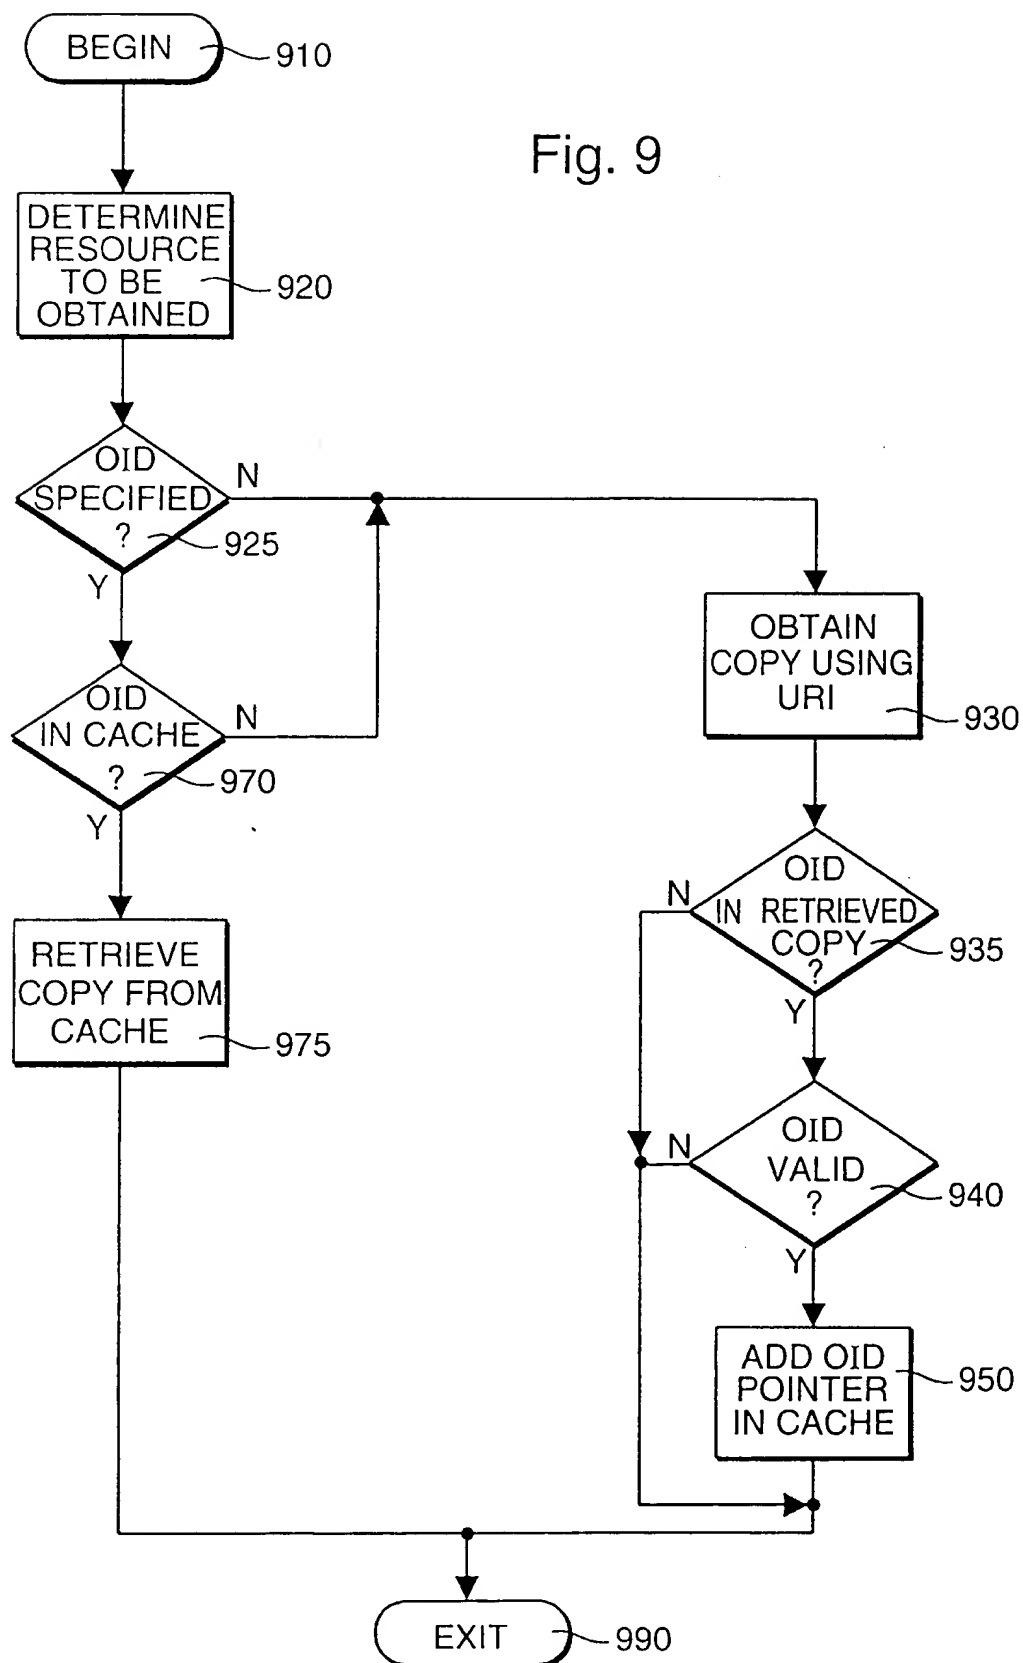 BEGIN
910
Fig. 9
DETERMINE
RESOURCE
TO BE
OBTAINED
920
OID
SPECIFIED
?
925
N
Y
OID
IN CACHE
?
970
N
Y
RETRIEVE
COPY FROM
CACHE
975
OBTAIN
COPY USING
URI
930
OID
IN RETRIEVED
COPY
?
935
N
Y
OID
VALID
?
940
N
Y
ADD OID
POINTER
IN CACHE
950
EXIT
990